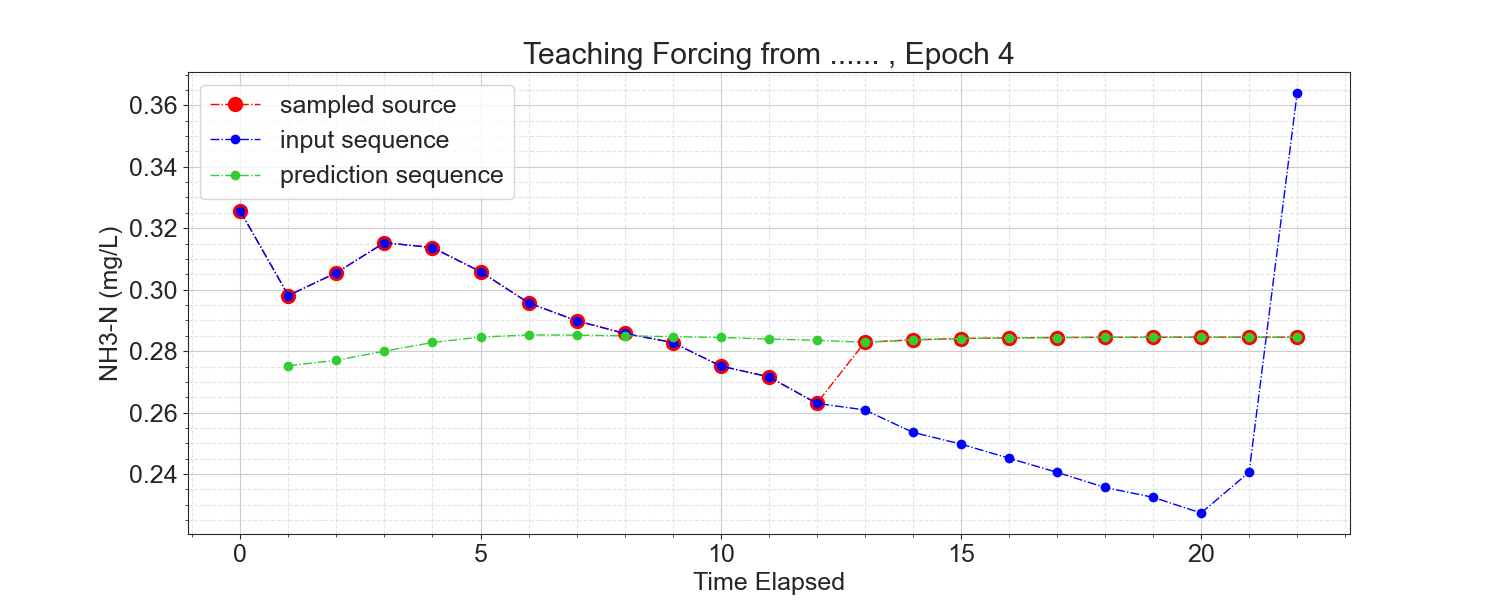 Teaching Forcing from ...... , Epoch 4
sampled source
input sequence
prediction sequence
NH3-N (mg/L)
0.36
0.34
0.32
0.30
0.28
0.26
0.24
0 5 10 15 20
Time Elapsed